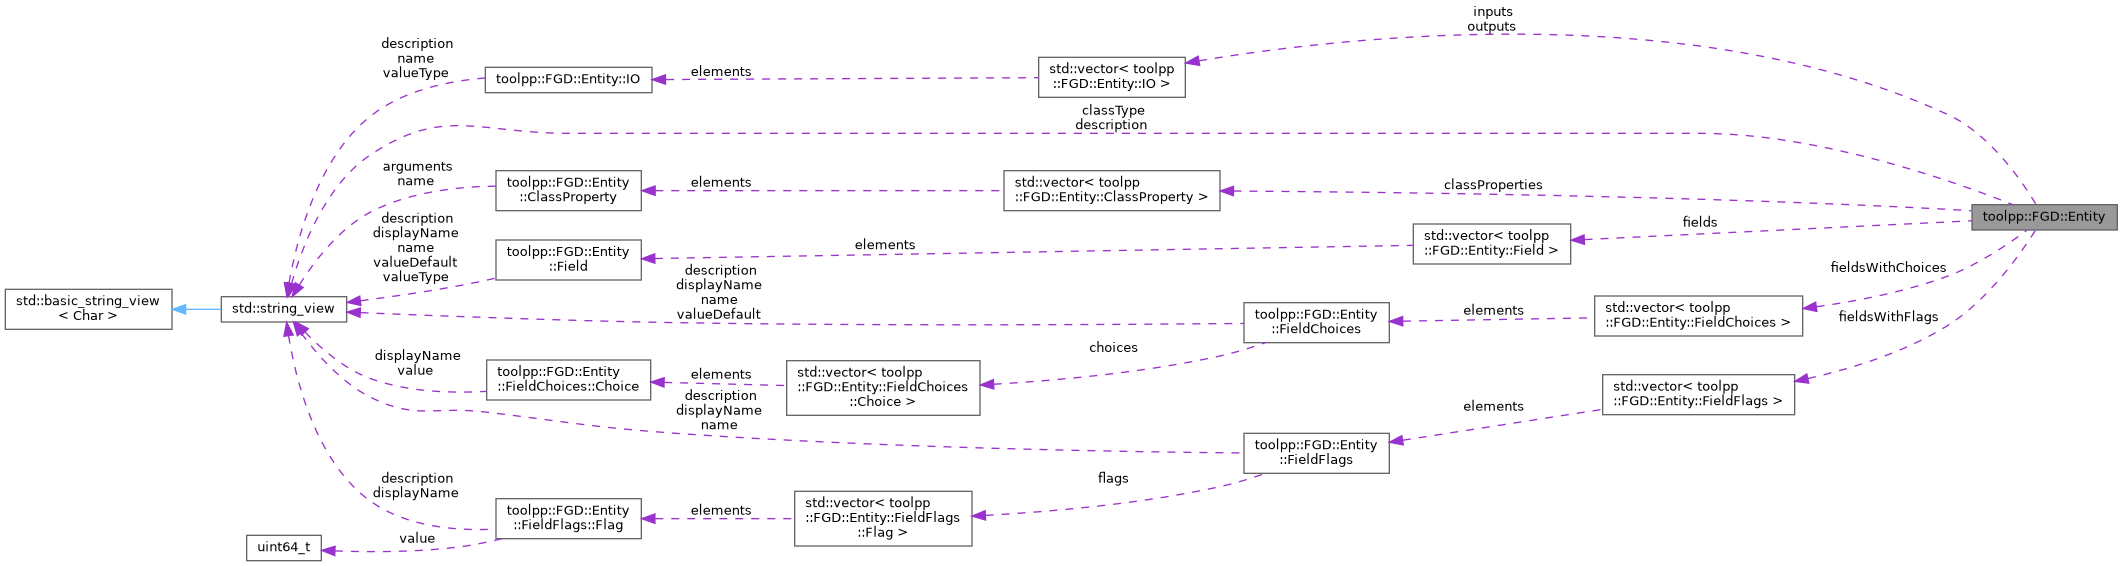 inputs
outputs
description
name
valueType
toolpp::FGD::Entity::IO
elements
std::vector< toolpp
::FGD::Entity::IO >
classType
description
arguments
name
toolpp::FGD::Entity
::ClassProperty
elements
std::vector< toolpp
::FGD::Entity::ClassProperty >
classProperties
toolpp::FGD::Entity
description
displayName
name
valueDefault
valueType
toolpp::FGD::Entity
::Field
elements
std::vector< toolpp
::FGD::Entity::Field >
fields
std::basic_string_view
< Char >
std::string_view
description
displayName
name
valueDefault
toolpp::FGD::Entity
::FieldChoices
elements
std::vector< toolpp
::FGD::Entity::FieldChoices >
fieldsWithChoices
fieldsWithFlags
displayName
value
toolpp::FGD::Entity
::FieldChoices::Choice
elements
std::vector< toolpp
::FGD::Entity::FieldChoices
::Choice >
choices
std::vector< toolpp
::FGD::Entity::FieldFlags >
description
displayName
name
toolpp::FGD::Entity
::FieldFlags
elements
description
displayName
toolpp::FGD::Entity
::FieldFlags::Flag
elements
std::vector< toolpp
::FGD::Entity::FieldFlags
::Flag >
flags
uint64_t
value